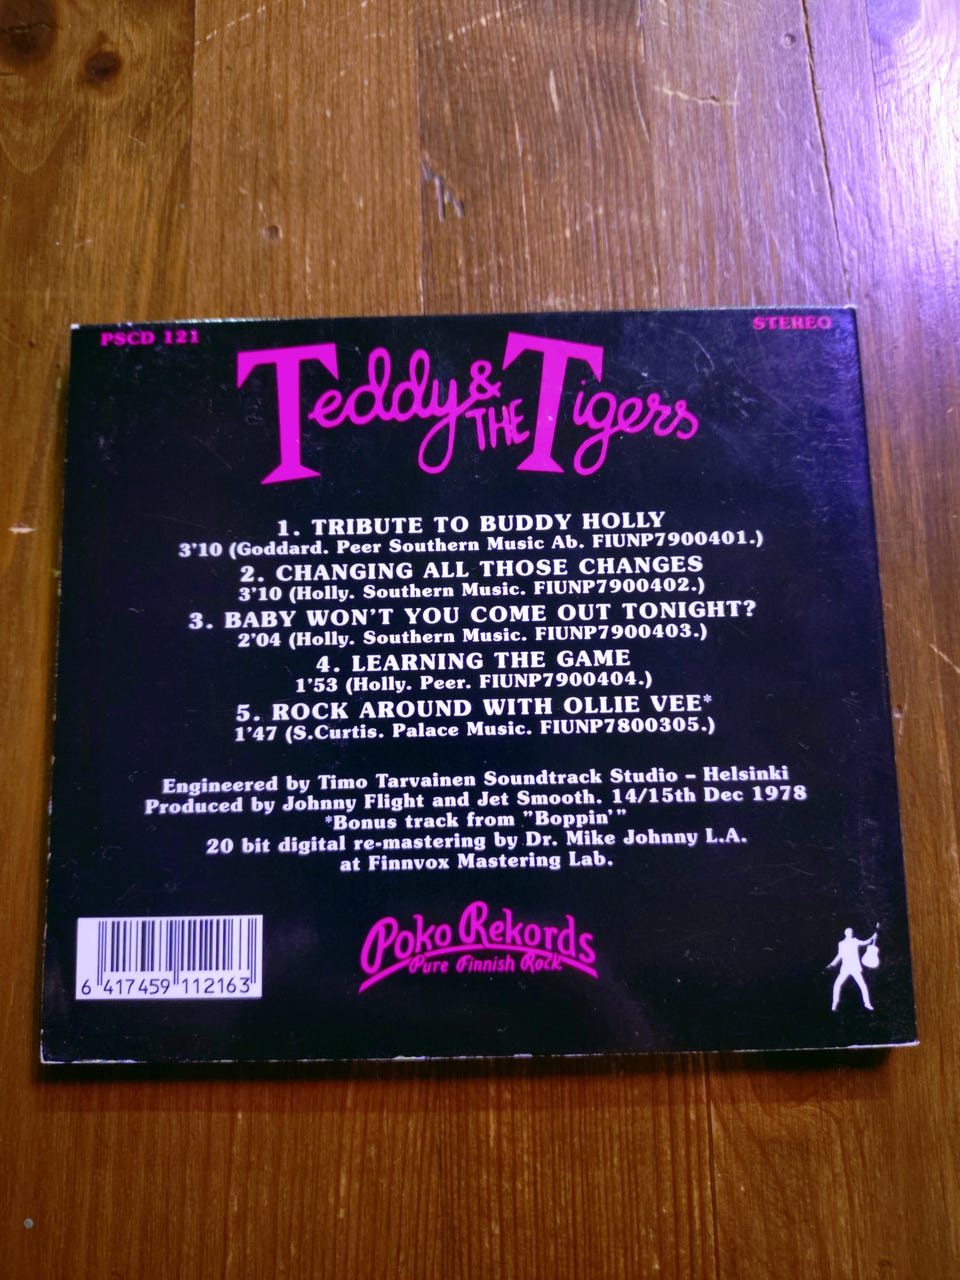 PSCD 121
STEREO
Teddy & THE Tigers
1. TRIBUTE TO BUDDY HOLLY
3'10 (Goddard. Peer Southern Music Ab. FIUNP7900401.)
2. CHANGING ALL THOSE CHANGES
3'10 (Holly. Southern Music. FIUNP7900402.)
3. BABY WON'T YOU COME OUT TONIGHT?
2'04 (Holly. Southern Music. FIUNP7900403.)
4. LEARNING THE GAME
1'53 (Holly. Peer. FIUNP7900404.)
5. ROCK AROUND WITH OLLIE VEE*
1'47 (S.Curtis. Palace Music. FIUNP7800305.)
Engineered by Timo Tarvainen Soundtrack Studio – Helsinki
Produced by Johnny Flight and Jet Smooth. 14/15th Dec 1978
*Bonus track from "Boppin'"
20 bit digital re-mastering by Dr. Mike Johnny L.A.
at Finnvox Mastering Lab.
Poko Rekords
Pure Finnish Rock
6 417459 112163